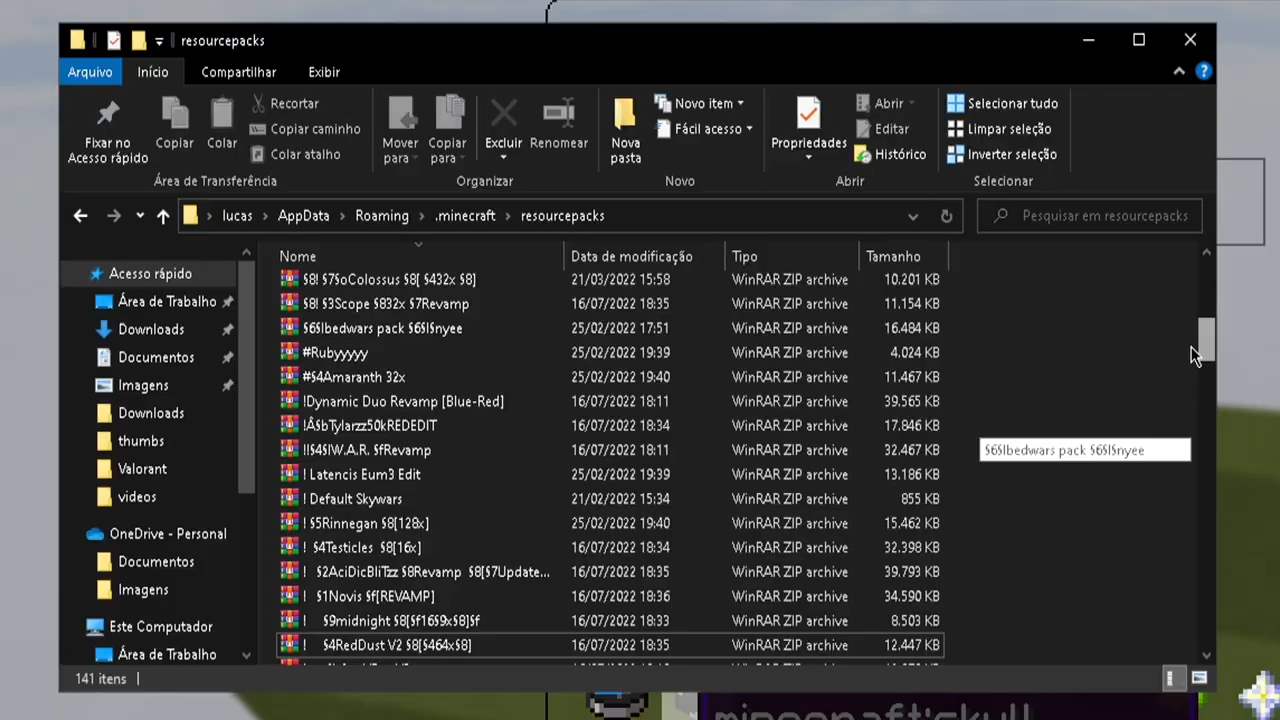 resourcepacks
Arquivo Início Compartilhar Exibir
Fixar no Acesso rápido
Copiar
Colar
Recortar
Copiar caminho
Colar atalho
Área de Transferência
Mover para
Copiar para
Excluir
Renomear
Organizar
Nova pasta
Novo item
Fácil acesso
Novo
Propriedades
Abrir
Editar
Histórico
Abrir
Selecionar tudo
Limpar seleção
Inverter seleção
Selecionar
lucas › AppData › Roaming › .minecraft › resourcepacks
Pesquisar em resourcepacks
Acesso rápido
Área de Trabalho
Downloads
Documentos
Imagens
Downloads
thumbs
Valorant
videos
OneDrive - Personal
Documentos
Imagens
Este Computador
Área de Trabalho
Nome Data de modificação Tipo Tamanho
§8! §7§oColossus §8[ §432x §8] 21/03/2022 15:58 WinRAR ZIP archive 10.201 KB
§8! §3Scope §832x §7Revamp 16/07/2022 18:35 WinRAR ZIP archive 11.154 KB
§6§lbedwars pack §6§l§nyee 25/02/2022 17:51 WinRAR ZIP archive 16.484 KB
#Rubyyyyy 25/02/2022 19:39 WinRAR ZIP archive 4.024 KB
#§4Amaranth 32x 25/02/2022 19:40 WinRAR ZIP archive 11.467 KB
!Dynamic Duo Revamp [Blue-Red] 16/07/2022 18:11 WinRAR ZIP archive 39.565 KB
!Â§bTylarzz50kREDEDIT 16/07/2022 18:34 WinRAR ZIP archive 17.846 KB
!!§4§lW.A.R. §fRevamp 16/07/2022 18:11 WinRAR ZIP archive 32.467 KB
! Latencis Eum3 Edit 25/02/2022 19:39 WinRAR ZIP archive 13.186 KB
! Default Skywars 21/02/2022 15:34 WinRAR ZIP archive 855 KB
! §5Rinnegan §8[128x] 25/02/2022 19:40 WinRAR ZIP archive 15.462 KB
! §4Testicles §8[16x] 16/07/2022 18:34 WinRAR ZIP archive 32.398 KB
! §2AciDicBliTzz §8Revamp §8[§7Update... 16/07/2022 18:35 WinRAR ZIP archive 39.793 KB
! §1Novis §f[REVAMP] 16/07/2022 18:36 WinRAR ZIP archive 34.590 KB
! §9midnight §8[§f16§9x§8]§f 16/07/2022 18:33 WinRAR ZIP archive 8.503 KB
! §4RedDust V2 §8[§464x§8] 16/07/2022 18:35 WinRAR ZIP archive 12.447 KB
§6§lbedwars pack §6§l§nyee
141 itens
minecraft:skull